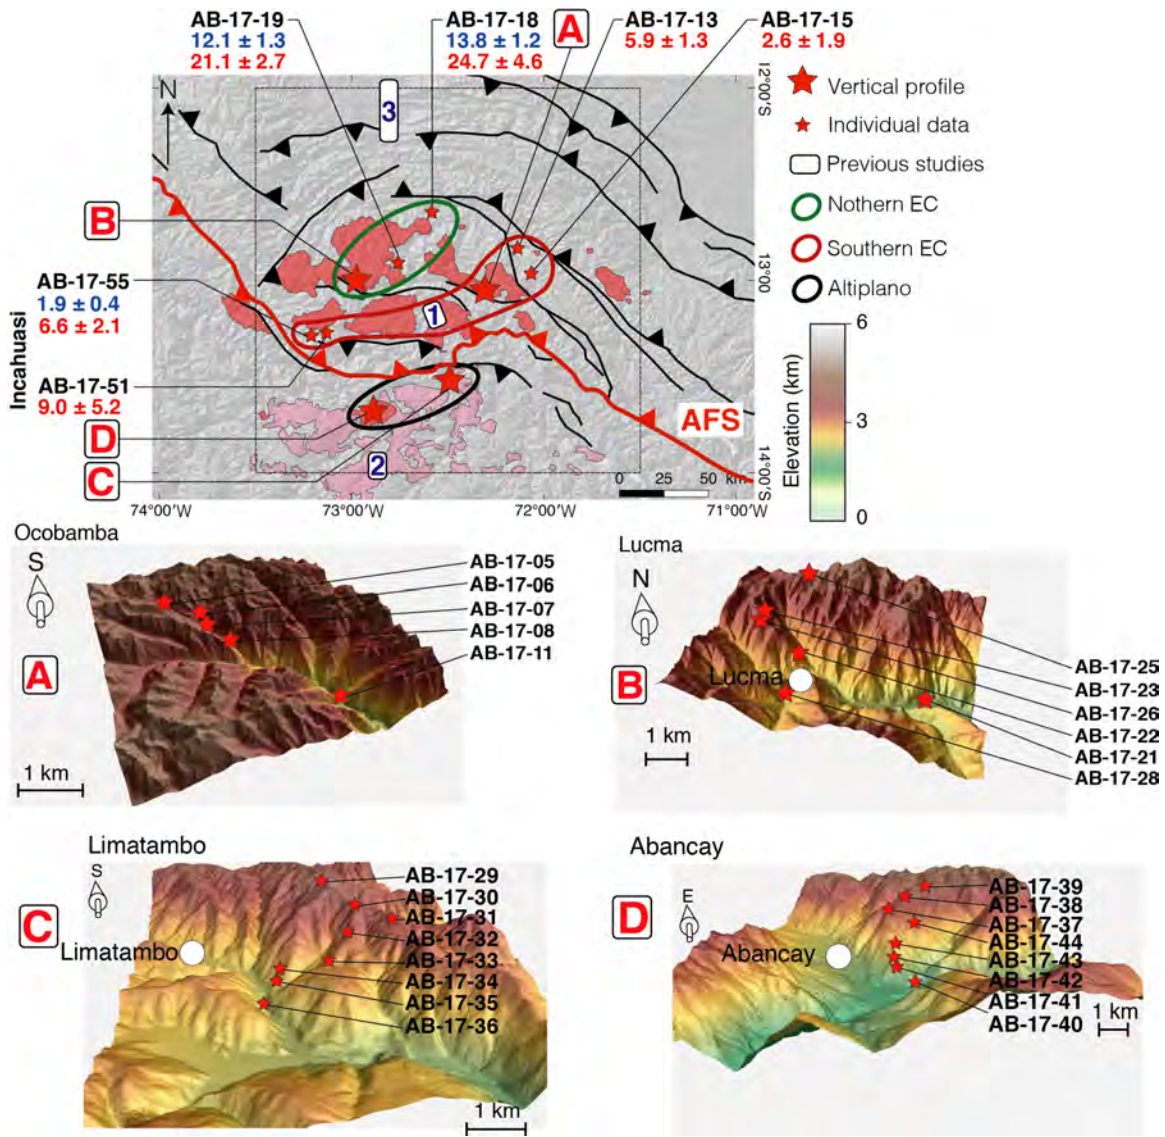 AB-17-19
12.1 ± 1.3
21.1 ± 2.7
AB-17-18
13.8 ± 1.2
24.7 ± 4.6
A
AB-17-13
5.9 ± 1.3
AB-17-15
2.6 ± 1.9
N
3
12°00'S
B
13°00
AB-17-55
1.9 ± 0.4
6.6 ± 2.1
1
Incahuasi
AB-17-51
9.0 ± 5.2
AFS
D
C
2
0 25 50 km
14°00'S
74°00'W
73°00'W
72°00'W
71°00'W
Vertical profile
Individual data
Previous studies
Nothern EC
Southern EC
Altiplano
Elevation (km)
6
3
0
Ocobamba
S
A
AB-17-05
AB-17-06
AB-17-07
AB-17-08
AB-17-11
1 km
Lucma
N
B
Lucma
AB-17-25
AB-17-23
AB-17-26
AB-17-22
AB-17-21
AB-17-28
1 km
Limatambo
S
C
Limatambo
AB-17-29
AB-17-30
AB-17-31
AB-17-32
AB-17-33
AB-17-34
AB-17-35
AB-17-36
1 km
Abancay
E
D
Abancay
AB-17-39
AB-17-38
AB-17-37
AB-17-44
AB-17-43
AB-17-42
AB-17-41
AB-17-40
1 km